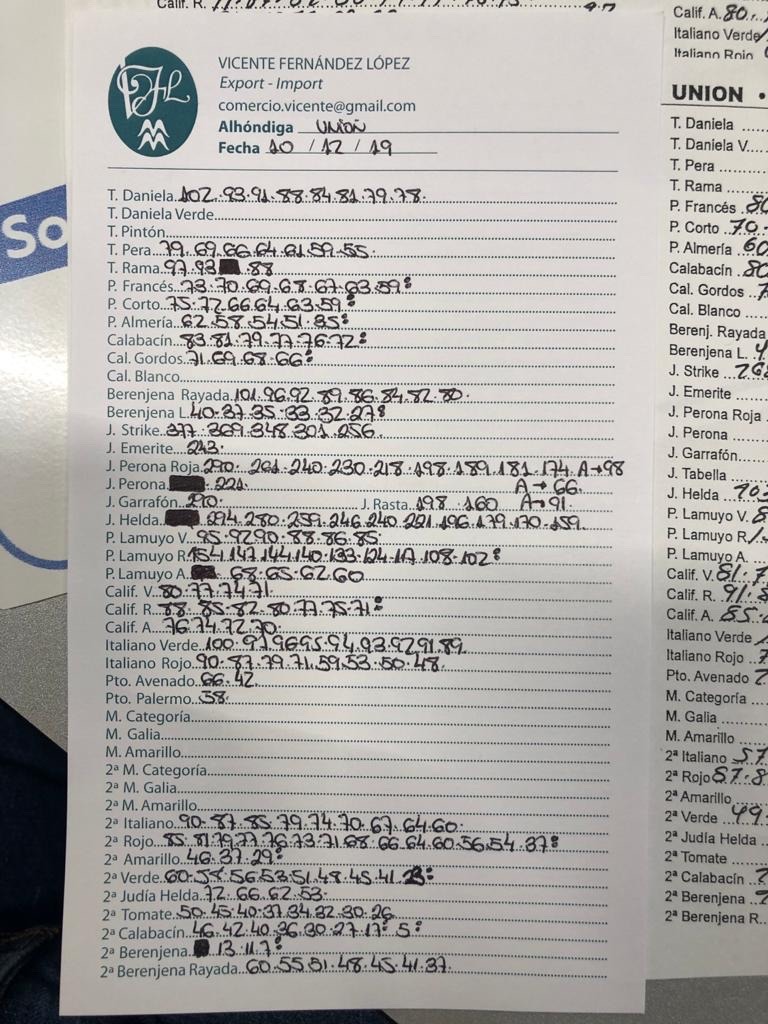 Calif. R.
VICENTE FERNÁNDEZ LÓPEZ
Export - Import
comercio.vicente@gmail.com
Alhóndiga UNIÓN
Fecha 10 / 12 / 19
T. Daniela. 102.93.91.88.84.81.79.78.
T. Daniela Verde
T. Pintón
T. Pera 79.69.66.64.61.59.55.
T. Rama 97.93 .88
P. Francés 73.70.69.68.67.63.59:
P. Corto 75.72.66.64.63.59:
P. Almería 62.58.54.51.35:
Calabacín 83.81.79.77.76.72:
Cal. Gordos 71.69.68.66:
Cal. Blanco
Berenjena Rayada 101.96.92.89.86.84.82.80.
Berenjena L. 40.37.35.33.32.27:
J. Strike 377.369.348.301.256.
J. Emerite 243.
J. Perona Roja 290. 261.240.230.218.198.189.181.174. A→98
J. Perona .221. A→66.
J. Garrafón 290. J. Rasta 198.160 A→91.
J. Helda .294.280.259.246.240.221.196.179.170.159.
P. Lamuyo V. 95.92.90.88.86.85.
P. Lamuyo R. 154.147.144.140.133.124.117.108.102:
P. Lamuyo A. .68.65.62.60
Calif. V. 80.77.74.71.
Calif. R. 88.85.82.80.77.75.71:
Calif. A. 76.74.72.70.
Italiano Verde 100.97.96.95.94.93.92.91.89.
Italiano Rojo 90.87.79.71.59.53.50.48.
Pto. Avenado 66.42.
Pto. Palermo 38.
M. Categoría
M. Galia
M. Amarillo
2ª M. Categoría
2ª M. Galia
2ª M. Amarillo
2ª Italiano 90.87.85.79.74.70.67.64.60.
2ª Rojo 85.81.79.77.76.73.71.68.66.64.60.56.54.37:
2ª Amarillo 46.37.29:
2ª Verde 60.58.56.53.51.48.45.41.
2ª Judía Helda 72.66.62.53.
2ª Tomate 50.45.40.37.34.32.30.26
2ª Calabacín 46.42.40.36.30.27.17: 5:
2ª Berenjena 13.11.7:
2ª Berenjena Rayada 60.55.51.48.45.41.37.
So
Calif. A. 80
Italiano Verde
Italiano Rojo
UNION •
T. Daniela
T. Daniela V.
T. Pera
T. Rama
P. Francés
P. Corto 70
P. Almería 60
Calabacín 80
Cal. Gordos
Cal. Blanco
Berenj. Rayada
Berenjena L.
J. Strike
J. Emerite
J. Perona Roja
J. Perona
J. Garrafón
J. Tabella
J. Helda
P. Lamuyo V.
P. Lamuyo R.
P. Lamuyo A.
Calif. V. 81
Calif. R. 91
Calif. A. 85
Italiano Verde
Italiano Rojo
Pto. Avenado
M. Categoría
M. Galia
M. Amarillo
2ª Italiano 57
2ª Rojo 87.8
2ª Amarillo
2ª Verde 49
2ª Judía Helda
2ª Tomate
2ª Calabacín
2ª Berenjena
2ª Berenjena R.